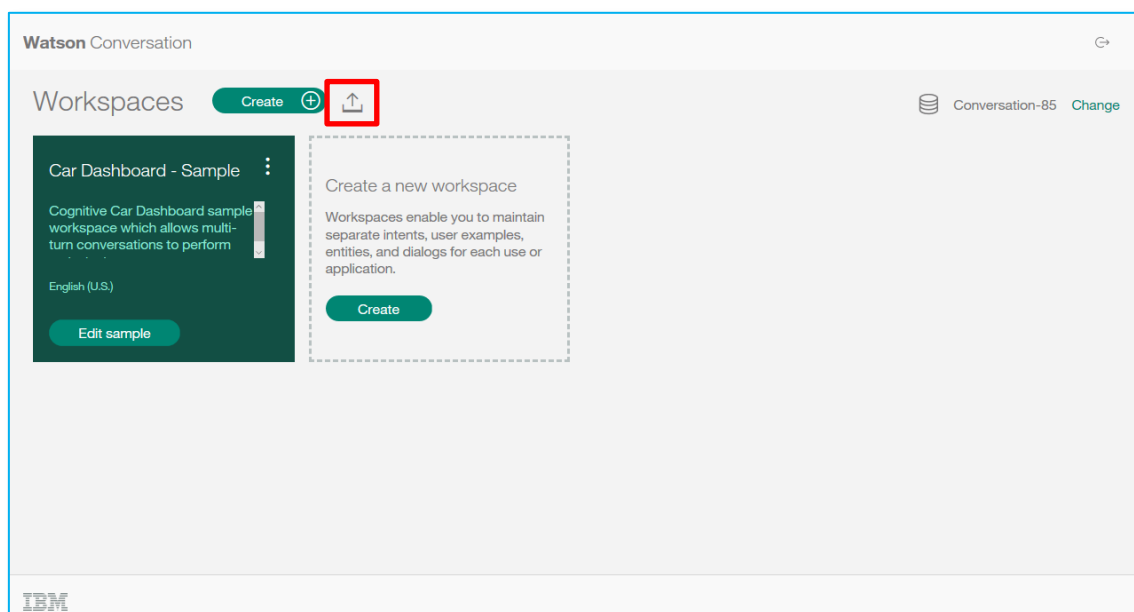 Watson Conversation
Workspaces
Create
Conversation-85 Change
Car Dashboard - Sample
Cognitive Car Dashboard sample
workspace which allows multi-
turn conversations to perform
English (U.S.)
Edit sample
Create a new workspace
Workspaces enable you to maintain
separate intents, user examples,
entities, and dialogs for each use or
application.
Create
IBM